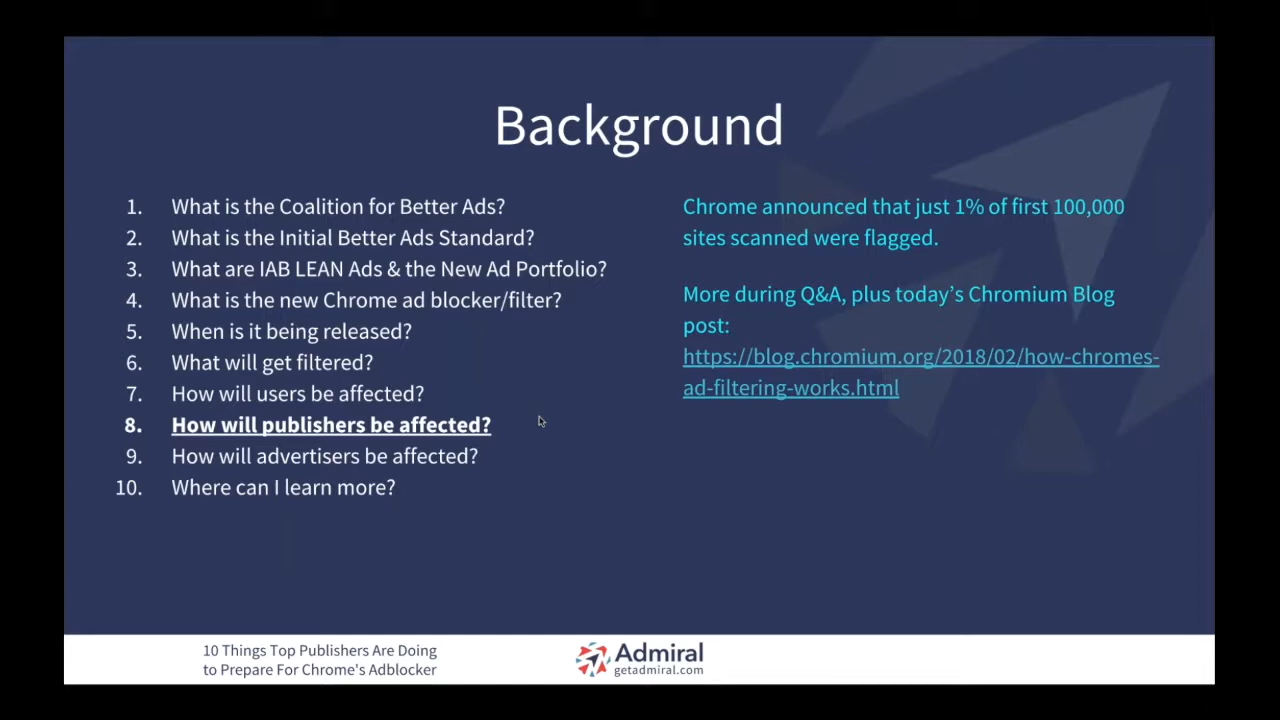 Background
1. What is the Coalition for Better Ads?
2. What is the Initial Better Ads Standard?
3. What are IAB LEAN Ads & the New Ad Portfolio?
4. What is the new Chrome ad blocker/filter?
5. When is it being released?
6. What will get filtered?
7. How will users be affected?
8. How will publishers be affected?
9. How will advertisers be affected?
10. Where can I learn more?
Chrome announced that just 1% of first 100,000
sites scanned were flagged.
More during Q&A, plus today’s Chromium Blog
post:
https://blog.chromium.org/2018/02/how-chromes-
ad-filtering-works.html
10 Things Top Publishers Are Doing
to Prepare For Chrome's Adblocker
Admiral
getadmiral.com